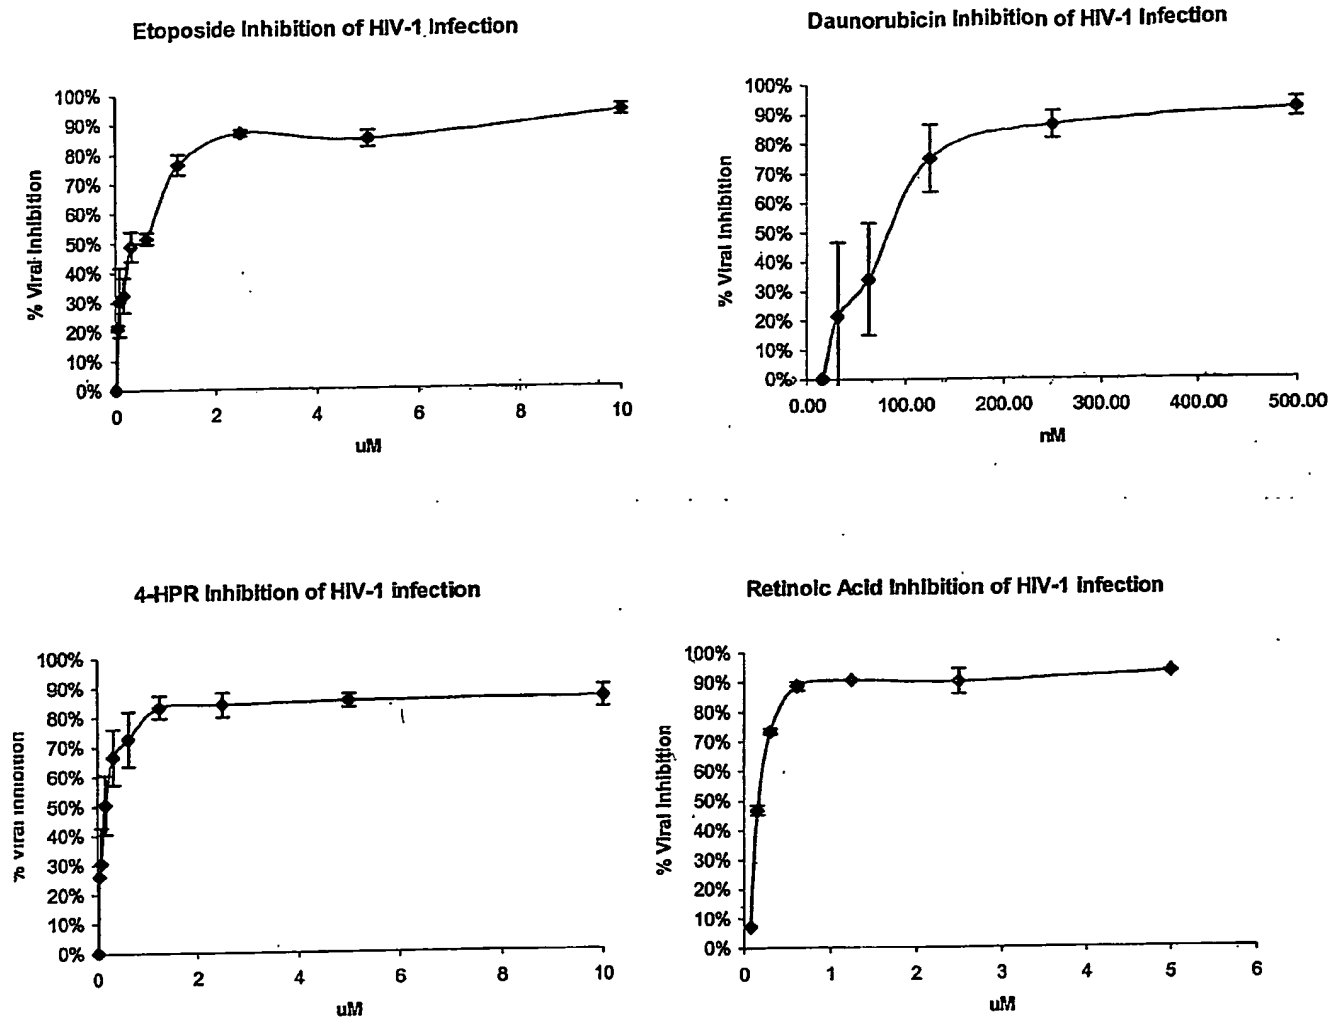 Etoposide Inhibition of HIV-1 Infection
100%
90%
80%
70%
60%
50%
40%
30%
20%
10%
0%
% Viral Inhibition
0 2 4 6 8 10
uM
Daunorubicin Inhibition of HIV-1 Infection
100%
90%
80%
70%
60%
50%
40%
30%
20%
10%
0%
% Viral Inhibition
0.00 100.00 200.00 300.00 400.00 500.00
nM
4-HPR Inhibition of HIV-1 infection
100%
90%
80%
70%
60%
50%
40%
30%
20%
10%
0%
% Viral Inhibition
0 2 4 6 8 10
uM
Retinoic Acid Inhibition of HIV-1 infection
100%
90%
80%
70%
60%
50%
40%
30%
20%
10%
0%
% Viral Inhibition
0 1 2 3 4 5 6
uM